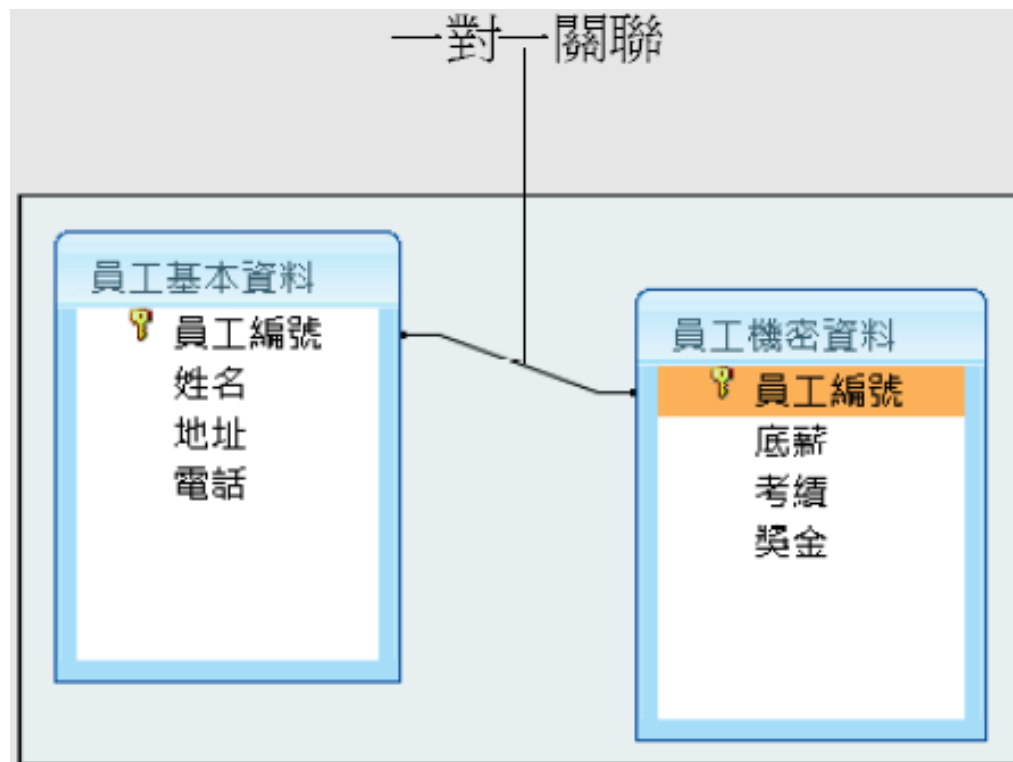 一對一關聯
員工基本資料
員工編號
姓名
地址
電話
員工機密資料
員工編號
底薪
考績
獎金